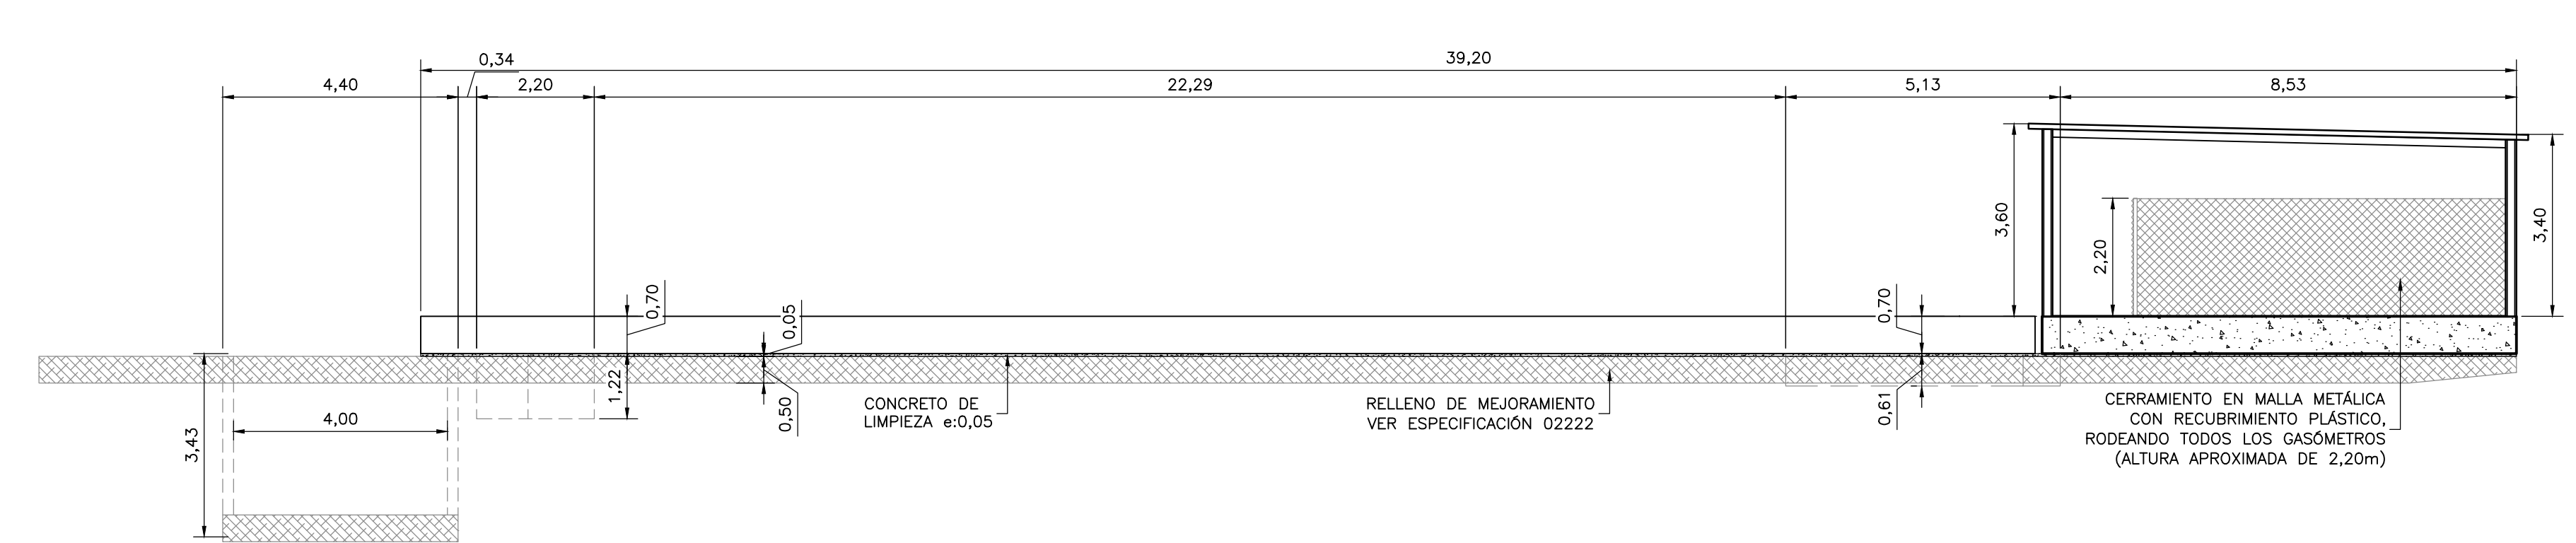 0,34
39,20
4,40
2,20
22,29
5,13
8,53
3,60
2,20
3,40
0,70
0,05
0,70
1,22
0,50
0,61
4,00
3,43
CONCRETO DE
LIMPIEZA e:0,05
RELLENO DE MEJORAMIENTO
VER ESPECIFICACIÓN 02222
CERRAMIENTO EN MALLA METÁLICA
CON RECUBRIMIENTO PLÁSTICO,
RODEANDO TODOS LOS GASÓMETROS
(ALTURA APROXIMADA DE 2,20m)